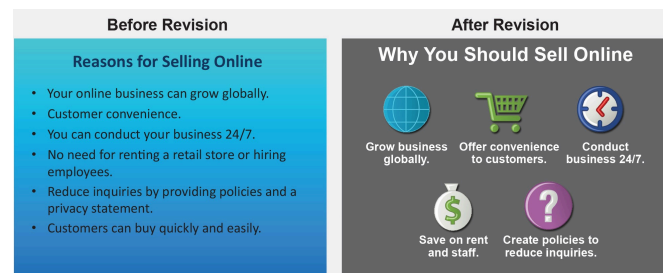 Before Revision
Reasons for Selling Online
• Your online business can grow globally.
• Customer convenience.
• You can conduct your business 24/7.
• No need for renting a retail store or hiring
employees.
• Reduce inquiries by providing policies and a
privacy statement.
• Customers can buy quickly and easily.
After Revision
Why You Should Sell Online
Grow business
globally.
Offer convenience
to customers.
Conduct
business 24/7.
$
Save on rent
and staff.
?
Create policies to
reduce inquiries.